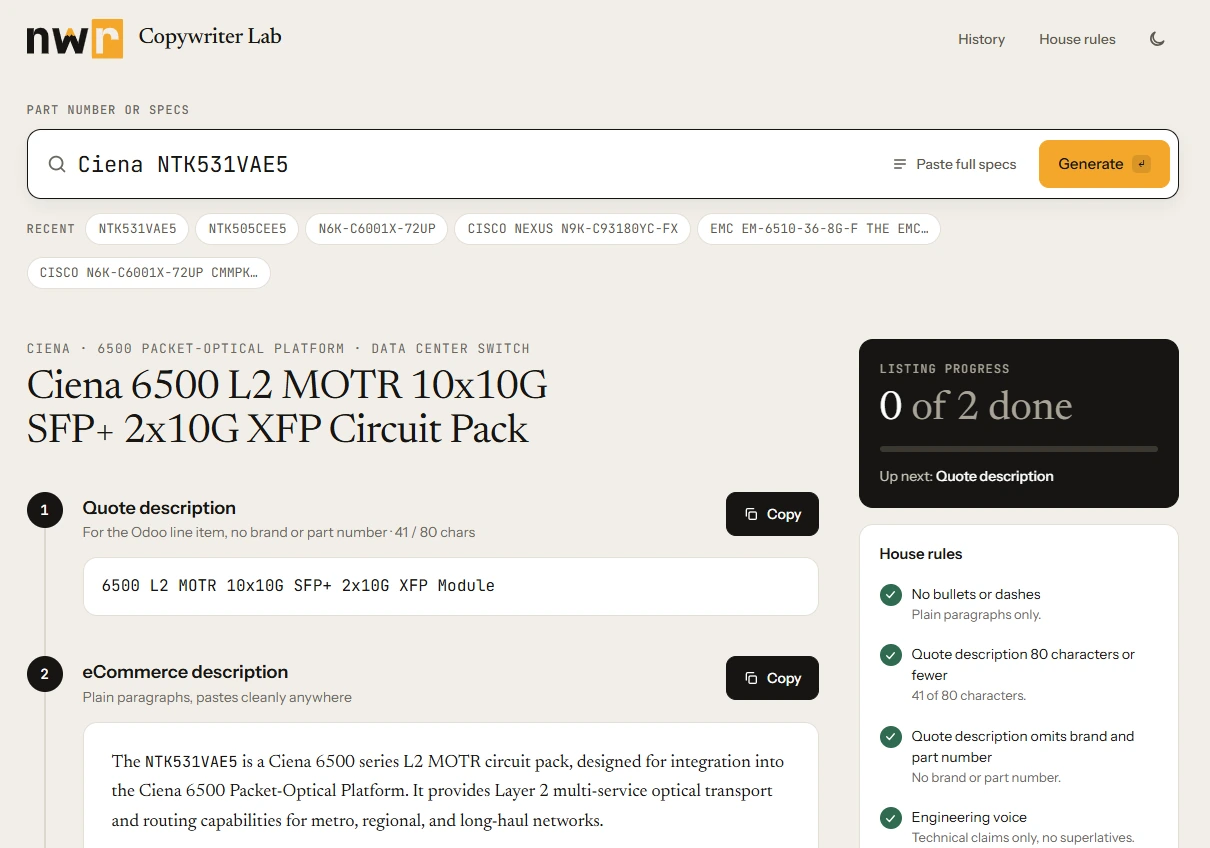 nwr Copywriter Lab
History House rules
PART NUMBER OR SPECS
Ciena NTK531VAE5
Paste full specs
Generate ↵
RECENT NTK531VAE5 NTK505CEE5 N6K-C6001X-72UP CISCO NEXUS N9K-C93180YC-FX EMC EM-6510-36-8G-F THE EMC…
CISCO N6K-C6001X-72UP CMMPK…
CIENA · 6500 PACKET-OPTICAL PLATFORM · DATA CENTER SWITCH
Ciena 6500 L2 MOTR 10x10G
SFP+ 2x10G XFP Circuit Pack
1 Quote description
For the Odoo line item, no brand or part number · 41 / 80 chars
Copy
6500 L2 MOTR 10x10G SFP+ 2x10G XFP Module
2 eCommerce description
Plain paragraphs, pastes cleanly anywhere
Copy
The NTK531VAE5 is a Ciena 6500 series L2 MOTR circuit pack, designed for integration into
the Ciena 6500 Packet-Optical Platform. It provides Layer 2 multi-service optical transport
and routing capabilities for metro, regional, and long-haul networks.
LISTING PROGRESS
0 of 2 done
Up next: Quote description
House rules
No bullets or dashes
Plain paragraphs only.
Quote description 80 characters or
fewer
41 of 80 characters.
Quote description omits brand and
part number
No brand or part number.
Engineering voice
Technical claims only, no superlatives.